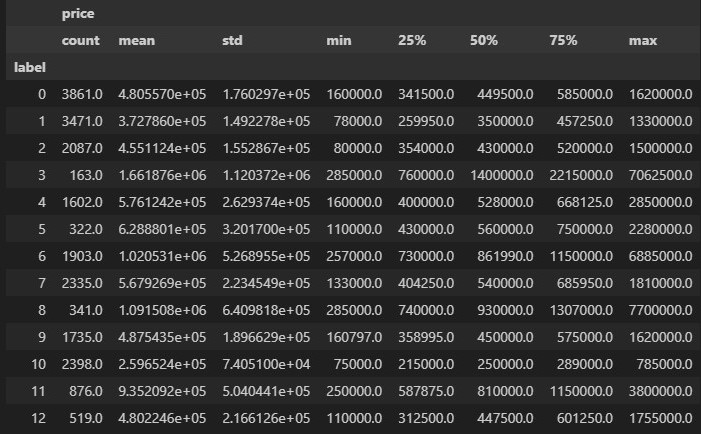 price
count mean std min 25% 50% 75% max
label
0 3861.0 4.805570e+05 1.760297e+05 160000.0 341500.0 449500.0 585000.0 1620000.0
1 3471.0 3.727860e+05 1.492278e+05 78000.0 259950.0 350000.0 457250.0 1330000.0
2 2087.0 4.551124e+05 1.552867e+05 80000.0 354000.0 430000.0 520000.0 1500000.0
3 163.0 1.661876e+06 1.120372e+06 285000.0 760000.0 1400000.0 2215000.0 7062500.0
4 1602.0 5.761242e+05 2.629374e+05 160000.0 400000.0 528000.0 668125.0 2850000.0
5 322.0 6.288801e+05 3.201700e+05 110000.0 430000.0 560000.0 750000.0 2280000.0
6 1903.0 1.020531e+06 5.268955e+05 257000.0 730000.0 861990.0 1150000.0 6885000.0
7 2335.0 5.679269e+05 2.234549e+05 133000.0 404250.0 540000.0 685950.0 1810000.0
8 341.0 1.091508e+06 6.409818e+05 285000.0 740000.0 930000.0 1307000.0 7700000.0
9 1735.0 4.875435e+05 1.896629e+05 160797.0 358995.0 450000.0 575000.0 1620000.0
10 2398.0 2.596524e+05 7.405100e+04 75000.0 215000.0 250000.0 289000.0 785000.0
11 876.0 9.352092e+05 5.040441e+05 250000.0 587875.0 810000.0 1150000.0 3800000.0
12 519.0 4.802246e+05 2.166126e+05 110000.0 312500.0 447500.0 601250.0 1755000.0